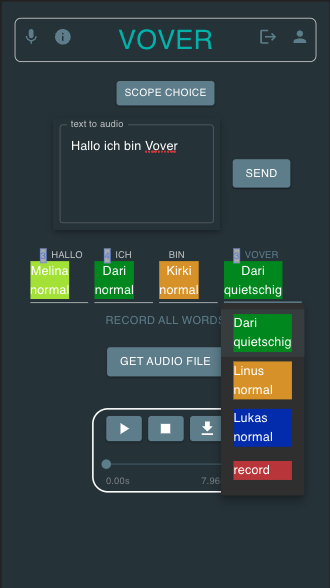 VOVER
SCOPE CHOICE
text to audio
Hallo ich bin Vover
SEND
HALLO
ICH
BIN
VOVER
Melina
normal
Dari
normal
Kirki
normal
Dari
quietschig
RECORD ALL WORDS
Dari
quietschig
GET AUDIO FILE
Linus
normal
Lukas
normal
record
0.00s
7.96